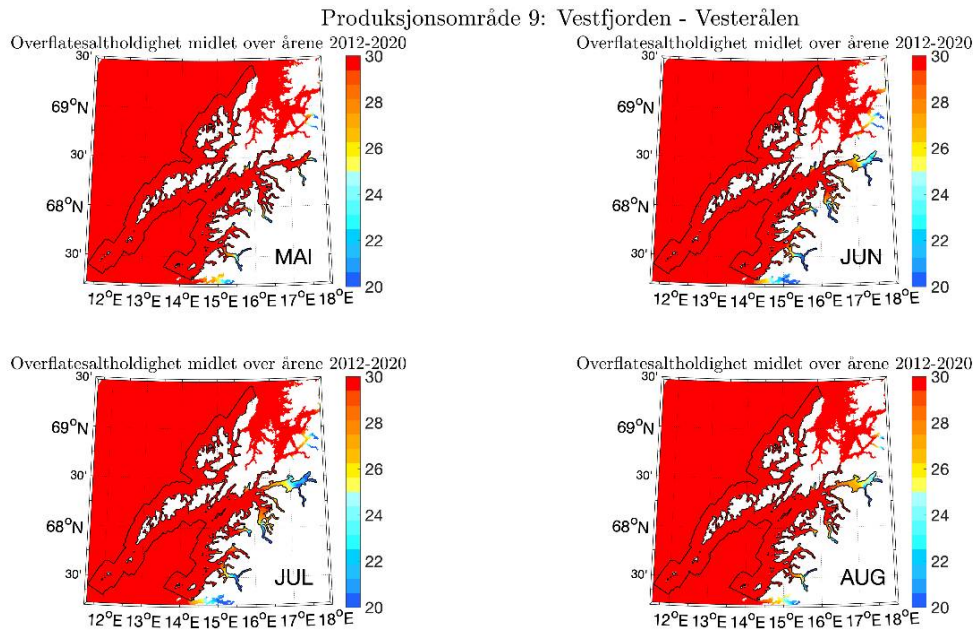 Produksjonsområde 9: Vestfjorden - Vesterålen
Overflatesaltholdighet midlet over årene 2012-2020
30'
69°N
30'
68°N
30'
12°E 13°E 14°E 15°E 16°E 17°E 18°E
MAI
30
28
26
24
22
20
Overflatesaltholdighet midlet over årene 2012-2020
30'
69°N
30'
68°N
30'
12°E 13°E 14°E 15°E 16°E 17°E 18°E
JUN
30
28
26
24
22
20
Overflatesaltholdighet midlet over årene 2012-2020
30'
69°N
30'
68°N
30'
12°E 13°E 14°E 15°E 16°E 17°E 18°E
JUL
30
28
26
24
22
20
Overflatesaltholdighet midlet over årene 2012-2020
30'
69°N
30'
68°N
30'
12°E 13°E 14°E 15°E 16°E 17°E 18°E
AUG
30
28
26
24
22
20